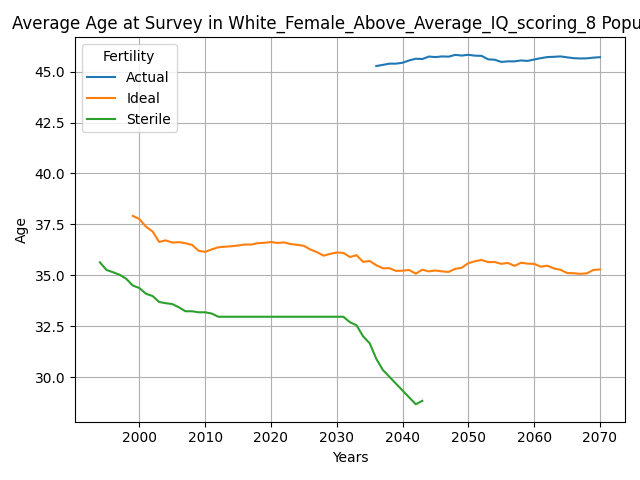 Average Age at Survey in White_Female_Above_Average_IQ_scoring_8 Popu
Fertility
Actual
Ideal
Sterile
45.0
42.5
40.0
37.5
35.0
32.5
30.0
Age
2000 2010 2020 2030 2040 2050 2060 2070
Years